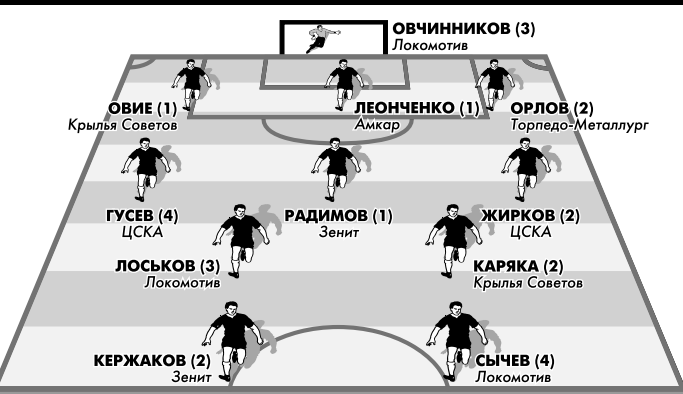 ОВЧИННИКОВ (3)
Локомотив
ОВИЕ (1)
Крылья Советов
ЛЕОНЧЕНКО (1)
Амкар
ОРЛОВ (2)
Торпедо-Металлург
ГУСЕВ (4)
ЦСКА
РАДИМОВ (1)
Зенит
ЖИРКОВ (2)
ЦСКА
ЛОСЬКОВ (3)
Локомотив
КАРЯКА (2)
Крылья Советов
КЕРЖАКОВ (2)
Зенит
СЫЧЕВ (4)
Локомотив